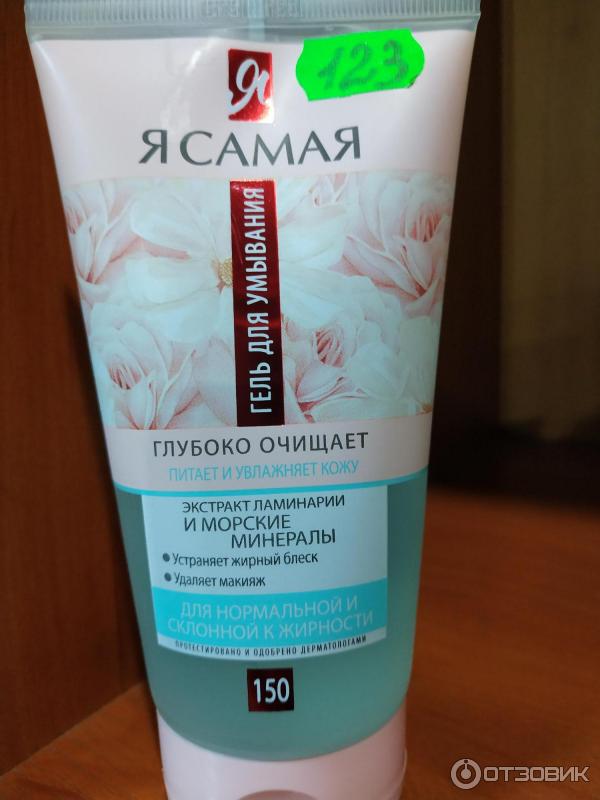 Я
123
Я САМАЯ
ГЕЛЬ ДЛЯ УМЫВАНИЯ
ГЛУБОКО ОЧИЩАЕТ
ПИТАЕТ И УВЛАЖНЯЕТ КОЖУ
ЭКСТРАКТ ЛАМИНАРИИ
И МОРСКИЕ
МИНЕРАЛЫ
• Устраняет жирный блеск
• Удаляет макияж
ДЛЯ НОРМАЛЬНОЙ И
СКЛОННОЙ К ЖИРНОСТИ
ПРОТЕСТИРОВАНО И ОДОБРЕНО ДЕРМАТОЛОГАМИ
150
ОТЗОВИК